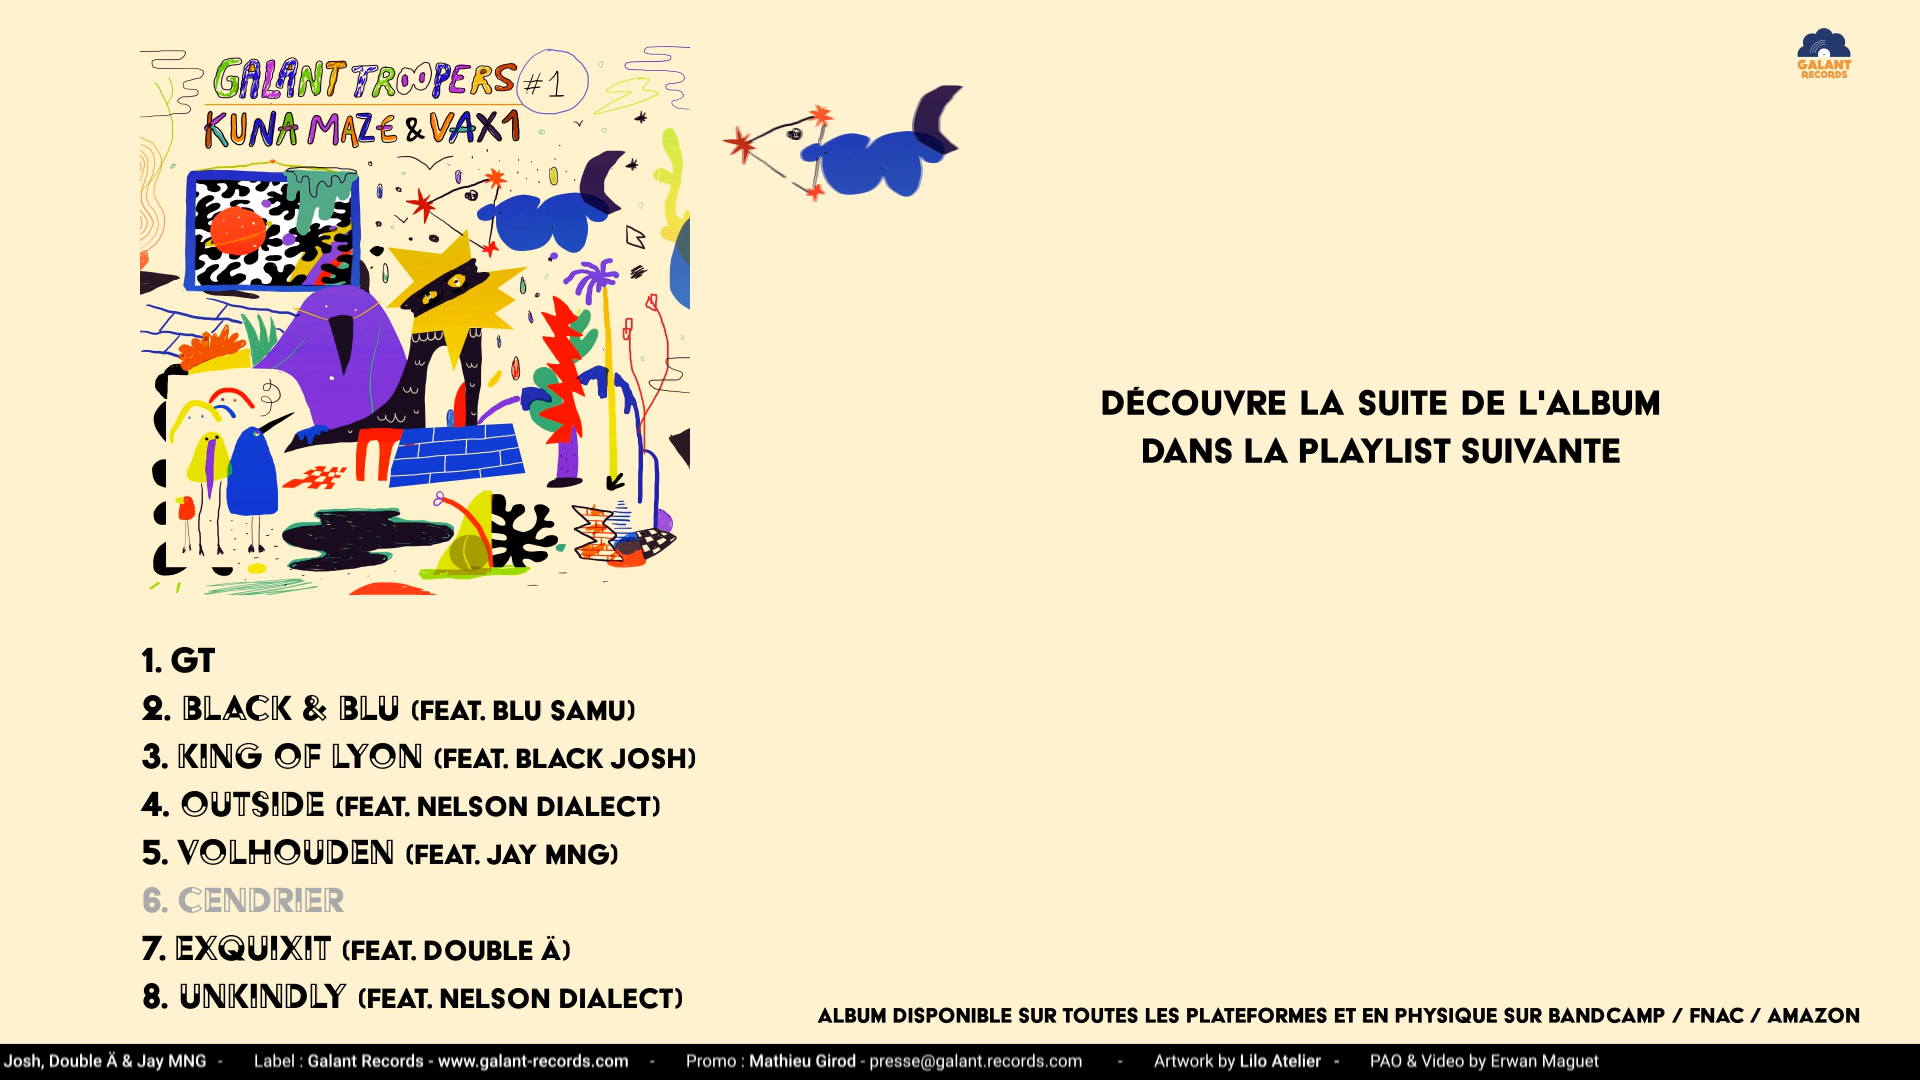 GALANT TROOPERS #1
KUNA MAZE & VAX1
GALANT
RECORDS
DÉCOUVRE LA SUITE DE L'ALBUM
DANS LA PLAYLIST SUIVANTE
1. GT
2. BLACK & BLU (FEAT. BLU SAMU)
3. KING OF LYON (FEAT. BLACK JOSH)
4. OUTSIDE (FEAT. NELSON DIALECT)
5. VOLHOUDEN (FEAT. JAY MNG)
6. CENDRIER
7. EXQUIXIT (FEAT. DOUBLE Ä)
8. UNKINDLY (FEAT. NELSON DIALECT)
ALBUM DISPONIBLE SUR TOUTES LES PLATEFORMES ET EN PHYSIQUE SUR BANDCAMP / FNAC / AMAZON
Josh, Double Ä & Jay MNG - Label : Galant Records - www.galant-records.com - Promo : Mathieu Girod - presse@galant.records.com - Artwork by Lilo Atelier - PAO & Video by Erwan Maguet